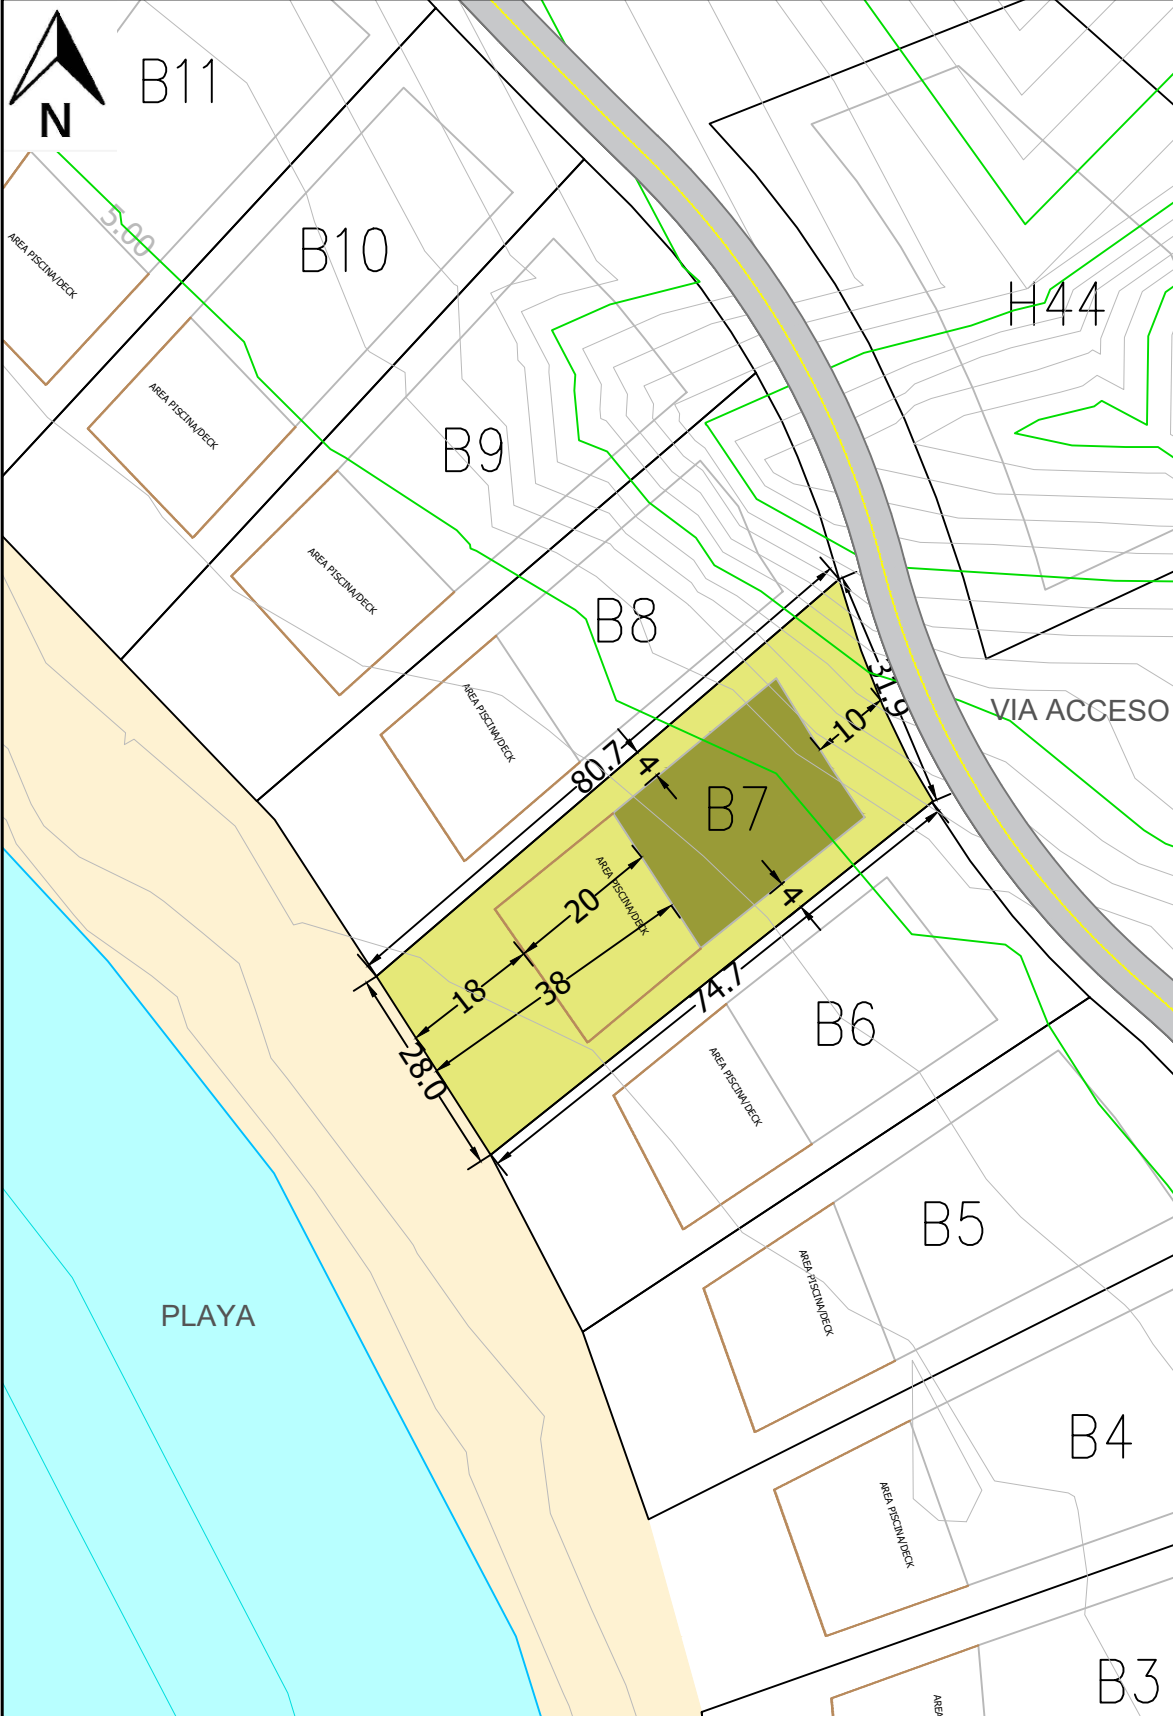 N
B11
5.00
AREA PISCINA/DECK
B10
H44
AREA PISCINA/DECK
B9
AREA PISCINA/DECK
B8
AREA PISCINA/DECK
31.9
VIA ACCESO
10
80.7
4
B7
AREA PISCINA/DECK
20
4
18
38
74.7
28.0
B6
AREA PISCINA/DECK
B5
AREA PISCINA/DECK
PLAYA
B4
AREA PISCINA/DECK
B3
AREA